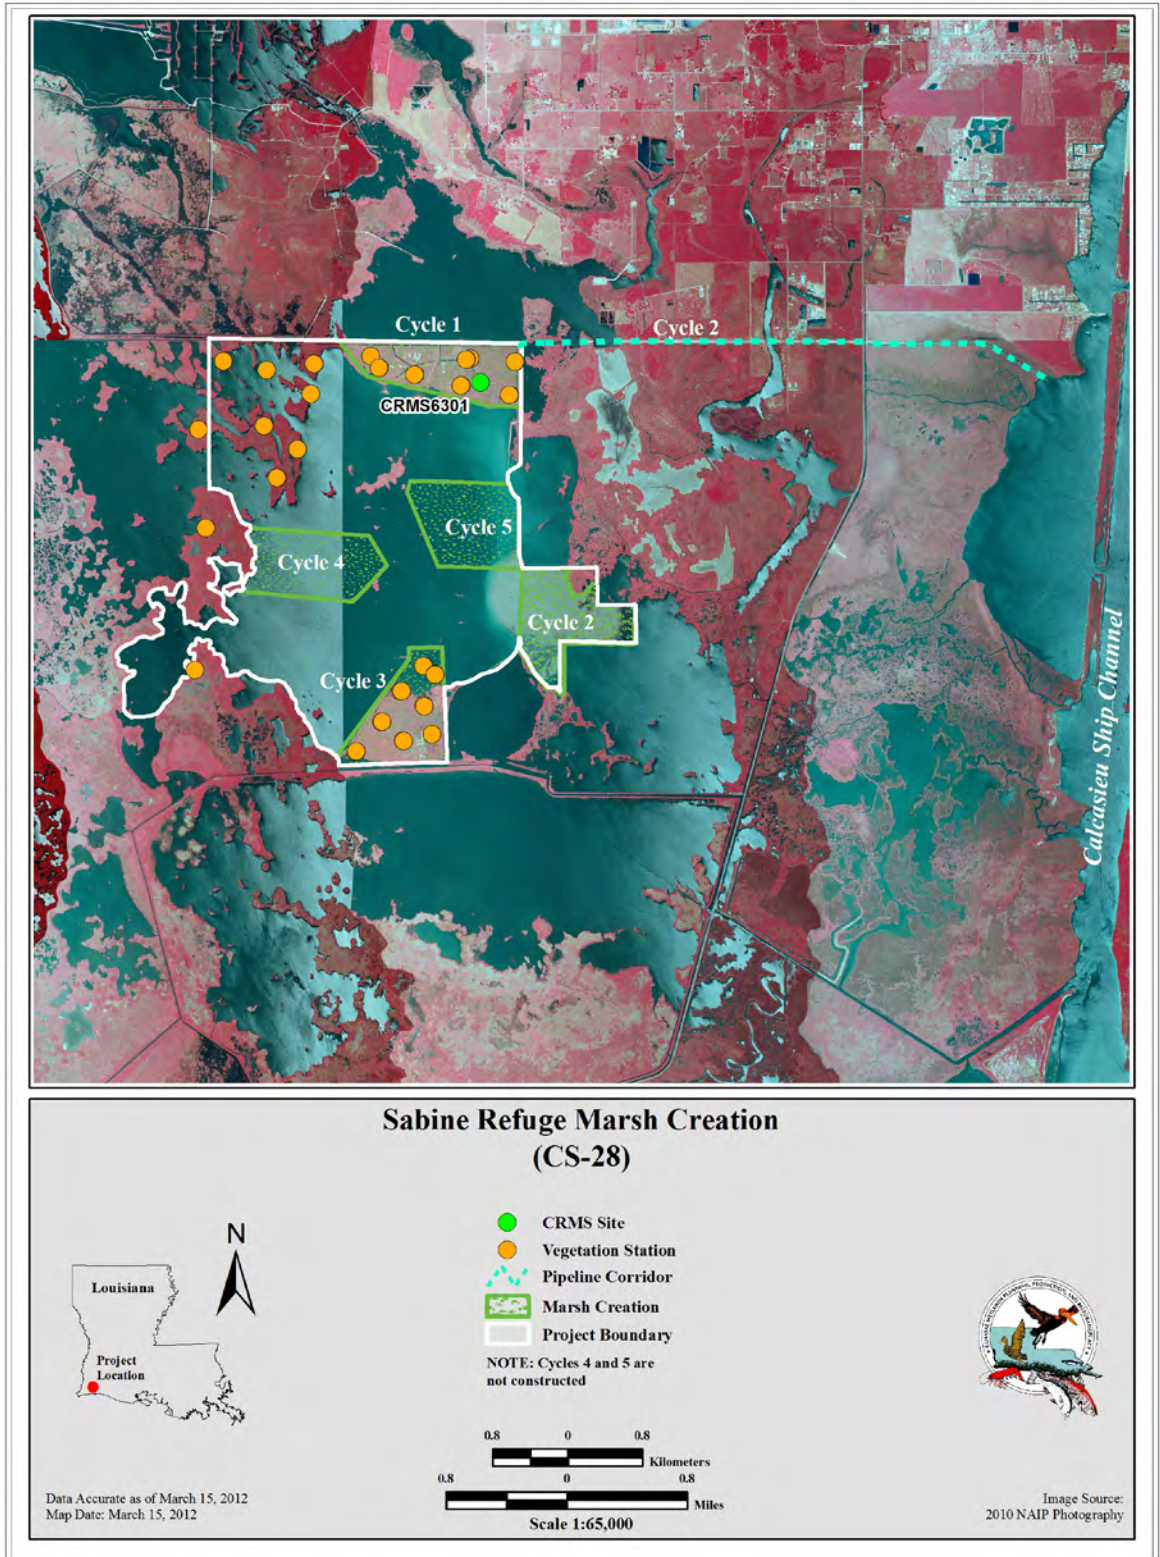 Cycle 1
Cycle 2
CRMS6301
Cycle 5
Cycle 4
Cycle 2
Cycle 3
Calcasieu Ship Channel
Sabine Refuge Marsh Creation
(CS-28)
N
Louisiana
Project
Location
CRMS Site
Vegetation Station
Pipeline Corridor
Marsh Creation
Project Boundary
NOTE: Cycles 4 and 5 are
not constructed
0.8 0 0.8
Kilometers
0.8 0 0.8
Miles
Scale 1:65,000
Data Accurate as of March 15, 2012
Map Date: March 15, 2012
Image Source:
2010 NAIP Photography